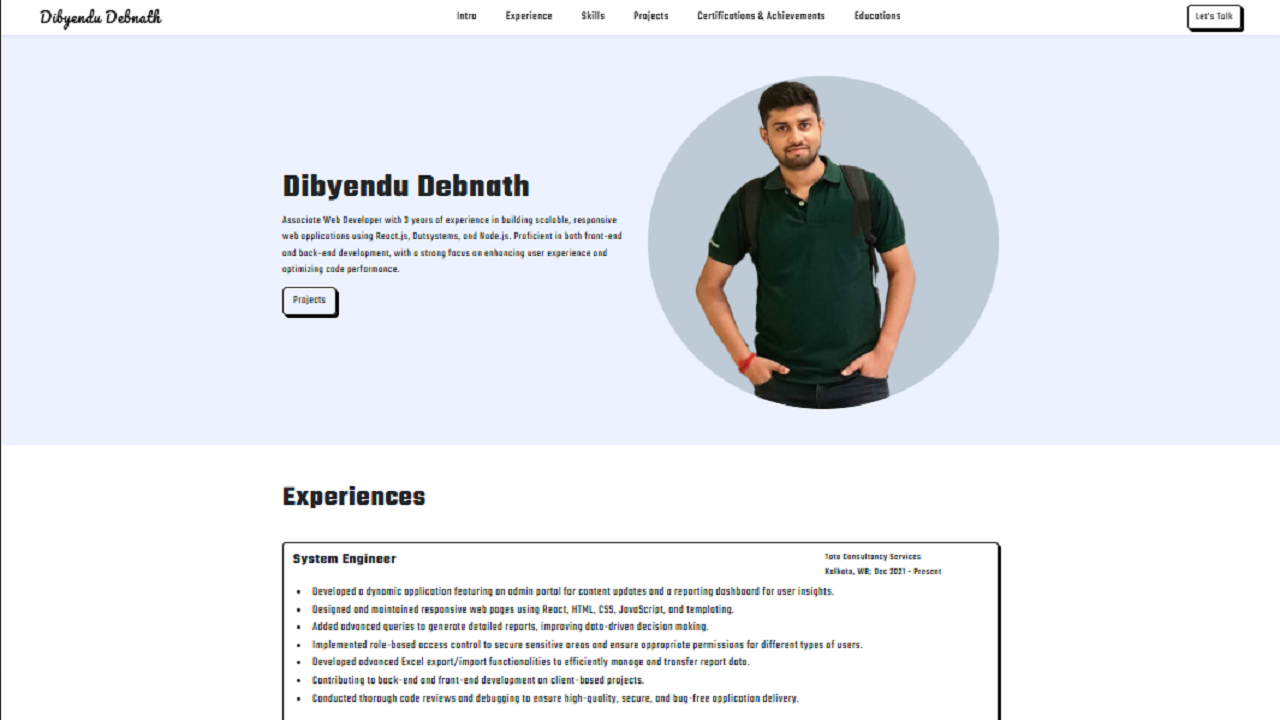 Dibyendu Debnath
Intro
Experience
Skills
Projects
Certifications & Achievements
Educations
Let's Talk
Dibyendu Debnath
Associate Web Developer with 3 years of experience in building scalable, responsive
web applications using React.js, Outsystems, and Node.js. Proficient in both front-end
and back-end development, with a strong focus on enhancing user experience and
optimizing code performance.
Projects
Experiences
System Engineer
Tata Consultancy Services
Kolkata, WB; Dec 2021 - Present
• Developed a dynamic application featuring an admin portal for content updates and a reporting dashboard for user insights.
• Designed and maintained responsive web pages using React, HTML, CSS, JavaScript, and templating.
• Added advanced queries to generate detailed reports, improving data-driven decision making.
• Implemented role-based access control to secure sensitive areas and ensure appropriate permissions for different types of users.
• Developed advanced Excel export/import functionalities to efficiently manage and transfer report data.
• Contributing to back-end and front-end development on client-based projects.
• Conducted thorough code reviews and debugging to ensure high-quality, secure, and bug-free application delivery.